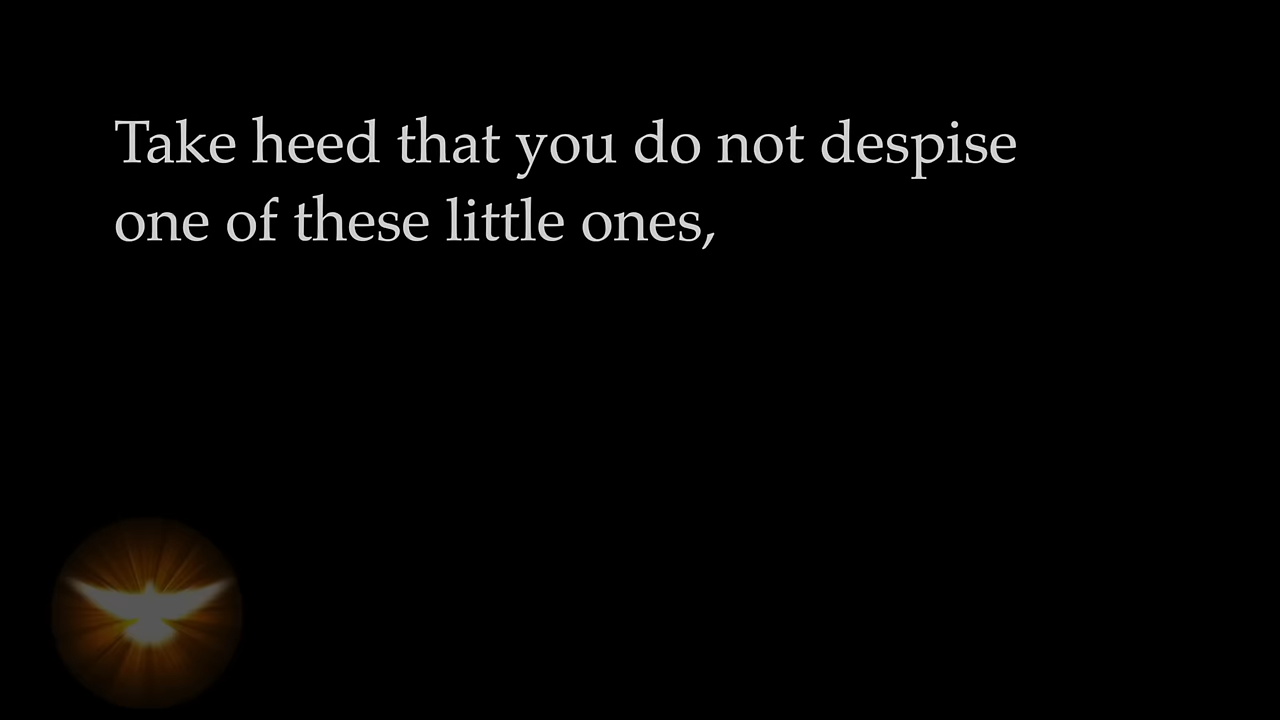 Take heed that you do not despise
one of these little ones,